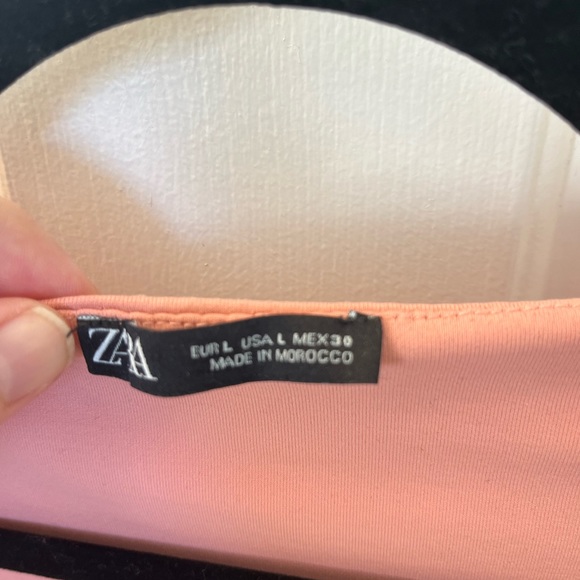 ZARA
EUR L USA L MEX 30
MADE IN MOROCCO